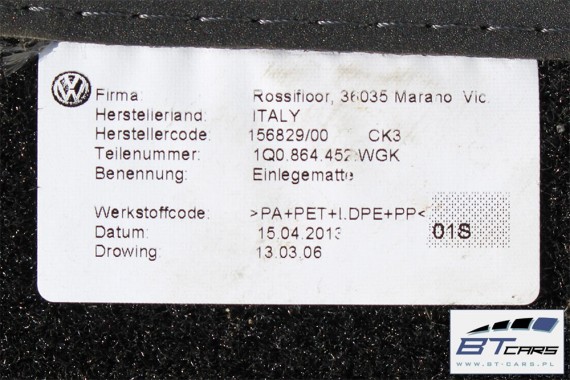 Firma: Rossifloor, 36035 Marano Vic.
Herstellerland: ITALY
Herstellercode: 156829/00 CK3
Teilenummer: 1Q0.864.452.WGK
Benennung: Einlegematte
Werkstoffcode: >PA+PET+LDPE+PP<
Datum: 15.04.2013 01S
Drowing: 13.03.06
BT CARS
WWW.BT-CARS.PL